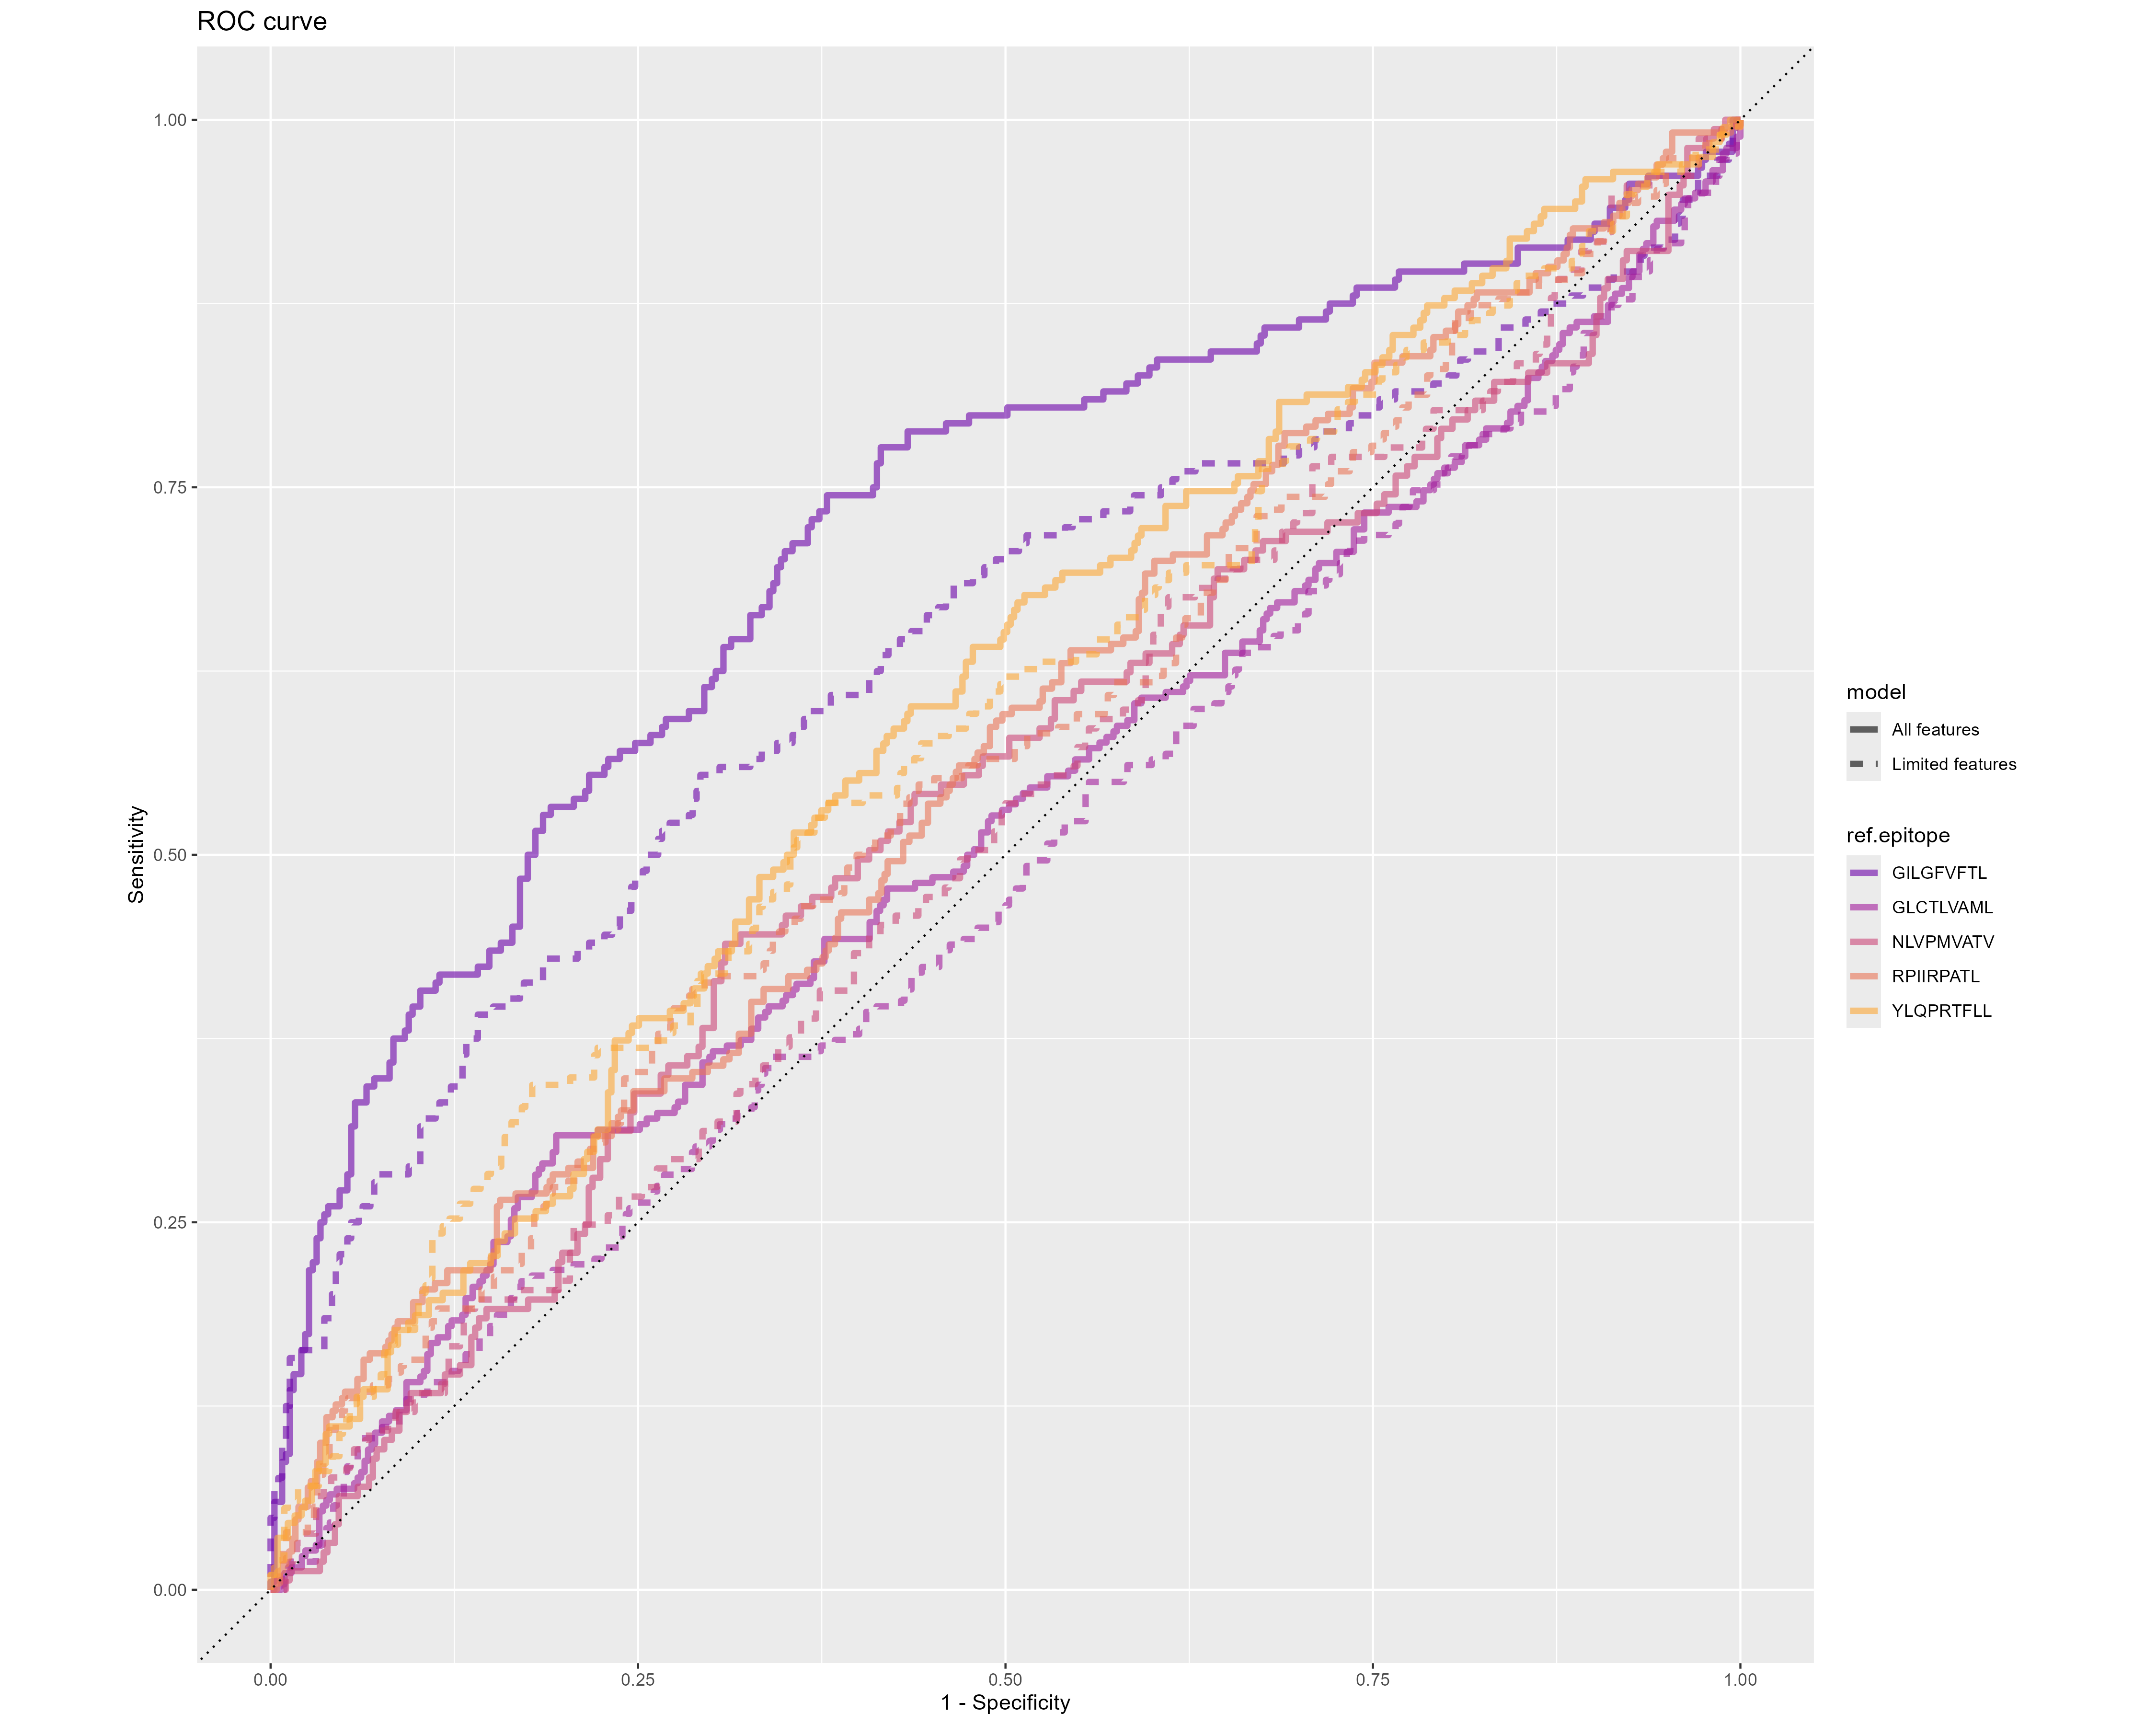 ROC curve
1.00
0.75
0.50
0.25
0.00
Sensitivity
0.00
0.25
0.50
0.75
1.00
1 - Specificity
model
All features
Limited features
ref.epitope
GILGFVFTL
GLCTLVAML
NLVPMVATV
RPIIRPATL
YLQPRTFLL